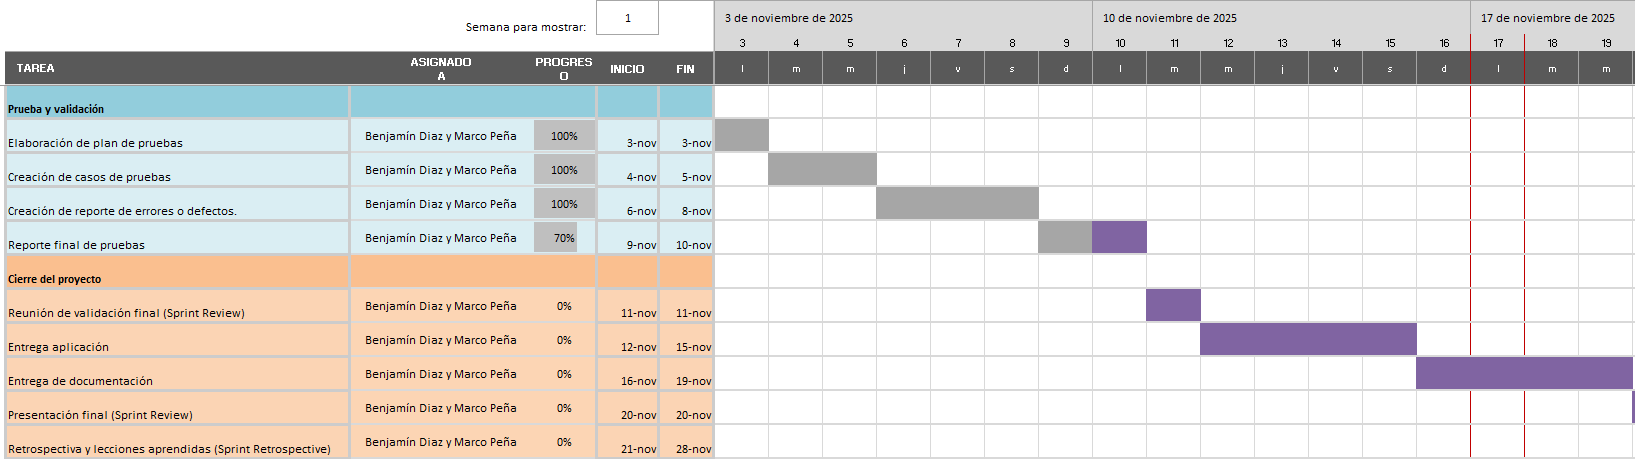 Semana para mostrar: 1 3 de noviembre de 2025 10 de noviembre de 2025 17 de noviembre de 2025
3 4 5 6 7 8 9 10 11 12 13 14 15 16 17 18 19
TAREA ASIGNADO A PROGRESO INICIO FIN l m m j v s d l m m j v s d l m m
Prueba y validación
Elaboración de plan de pruebas Benjamín Diaz y Marco Peña 100% 3-nov 3-nov
Creación de casos de pruebas Benjamín Diaz y Marco Peña 100% 4-nov 5-nov
Creación de reporte de errores o defectos. Benjamín Diaz y Marco Peña 100% 6-nov 8-nov
Reporte final de pruebas Benjamín Diaz y Marco Peña 70% 9-nov 10-nov
Cierre del proyecto
Reunión de validación final (Sprint Review) Benjamín Diaz y Marco Peña 0% 11-nov 11-nov
Entrega aplicación Benjamín Diaz y Marco Peña 0% 12-nov 15-nov
Entrega de documentación Benjamín Diaz y Marco Peña 0% 16-nov 19-nov
Presentación final (Sprint Review) Benjamín Diaz y Marco Peña 0% 20-nov 20-nov
Retrospectiva y lecciones aprendidas (Sprint Retrospective) Benjamín Diaz y Marco Peña 0% 21-nov 28-nov